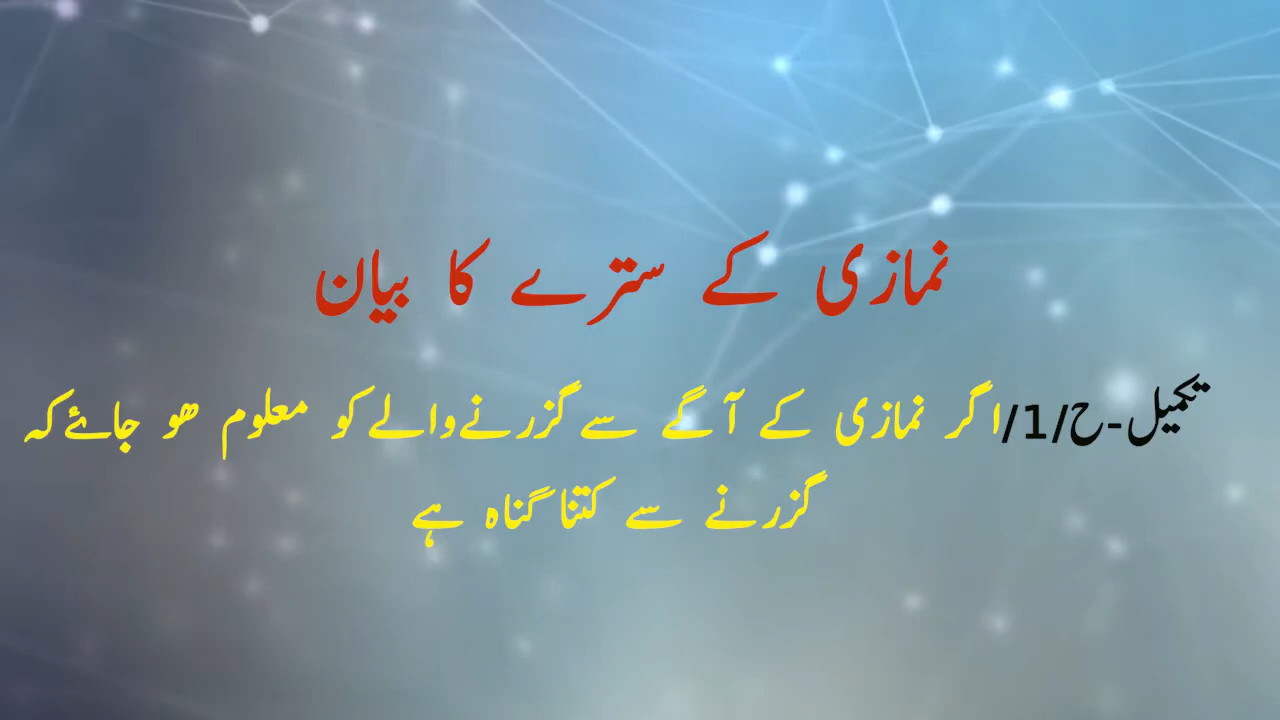 نمازی کے سترے کا بیان
تکمیل-ح/1/اگر نمازی کے آگے سے گزرنے والے کو معلوم ھو جائے کہ
گزرنے سے کتنا گناہ ہے